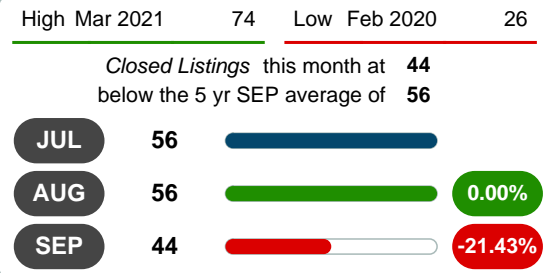 High Mar 2021 74 Low Feb 2020 26
Closed Listings this month at 44
below the 5 yr SEP average of 56
JUL 56
AUG 56 0.00%
SEP 44 -21.43%